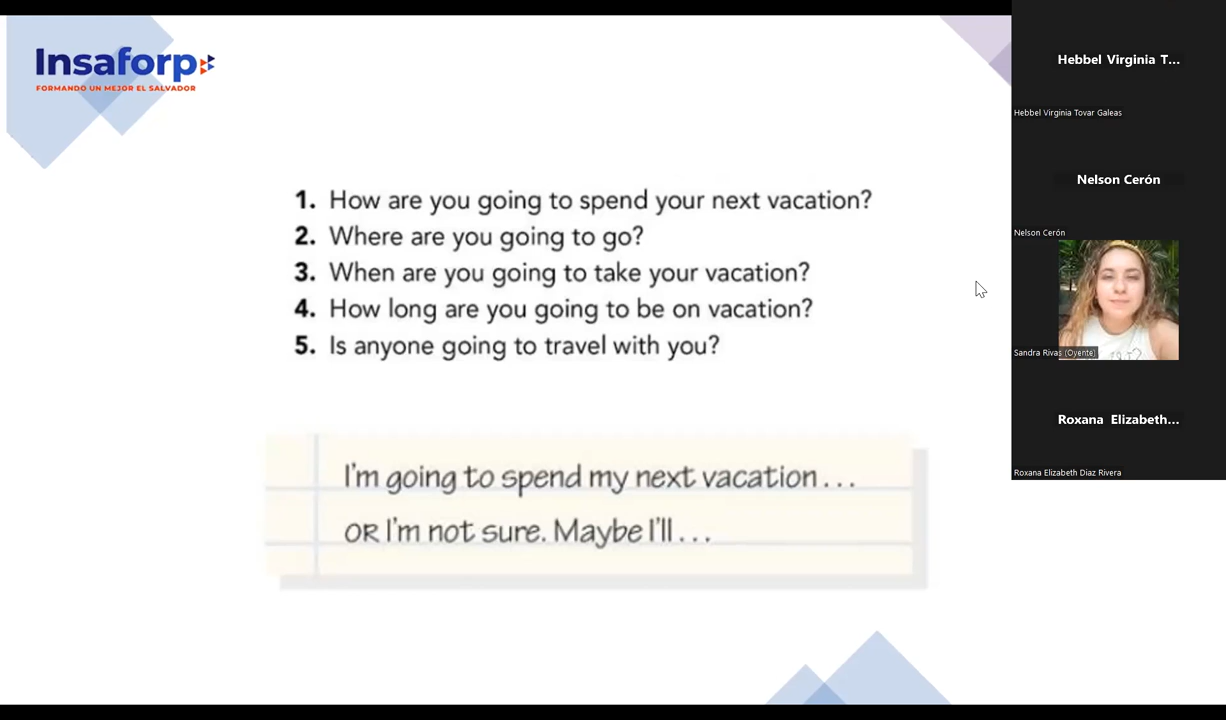 Insaforp
FORMANDO UN MEJOR EL SALVADOR
1. How are you going to spend your next vacation?
2. Where are you going to go?
3. When are you going to take your vacation?
4. How long are you going to be on vacation?
5. Is anyone going to travel with you?
I'm going to spend my next vacation . . .
OR I'm not sure. Maybe I'll . . .
Hebbel Virginia T...
Hebbel Virginia Tovar Galeas
Nelson Cerón
Nelson Cerón
Sandra Rivas (Oyente)
Roxana Elizabeth...
Roxana Elizabeth Diaz Rivera